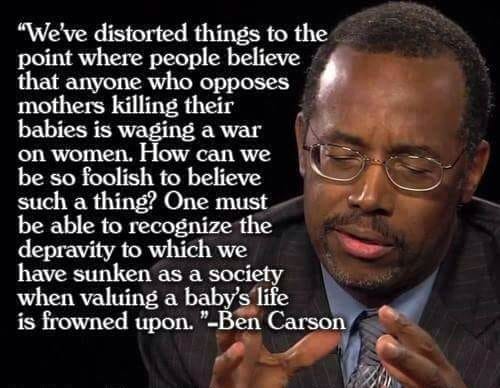 “We've distorted things to the
point where people believe
that anyone who opposes
mothers killing their
babies is waging a war
on women. How can we
be so foolish to believe
such a thing? One must
be able to recognize the
depravity to which we
have sunken as a society
when valuing a baby's life
is frowned upon. ”-Ben Carson